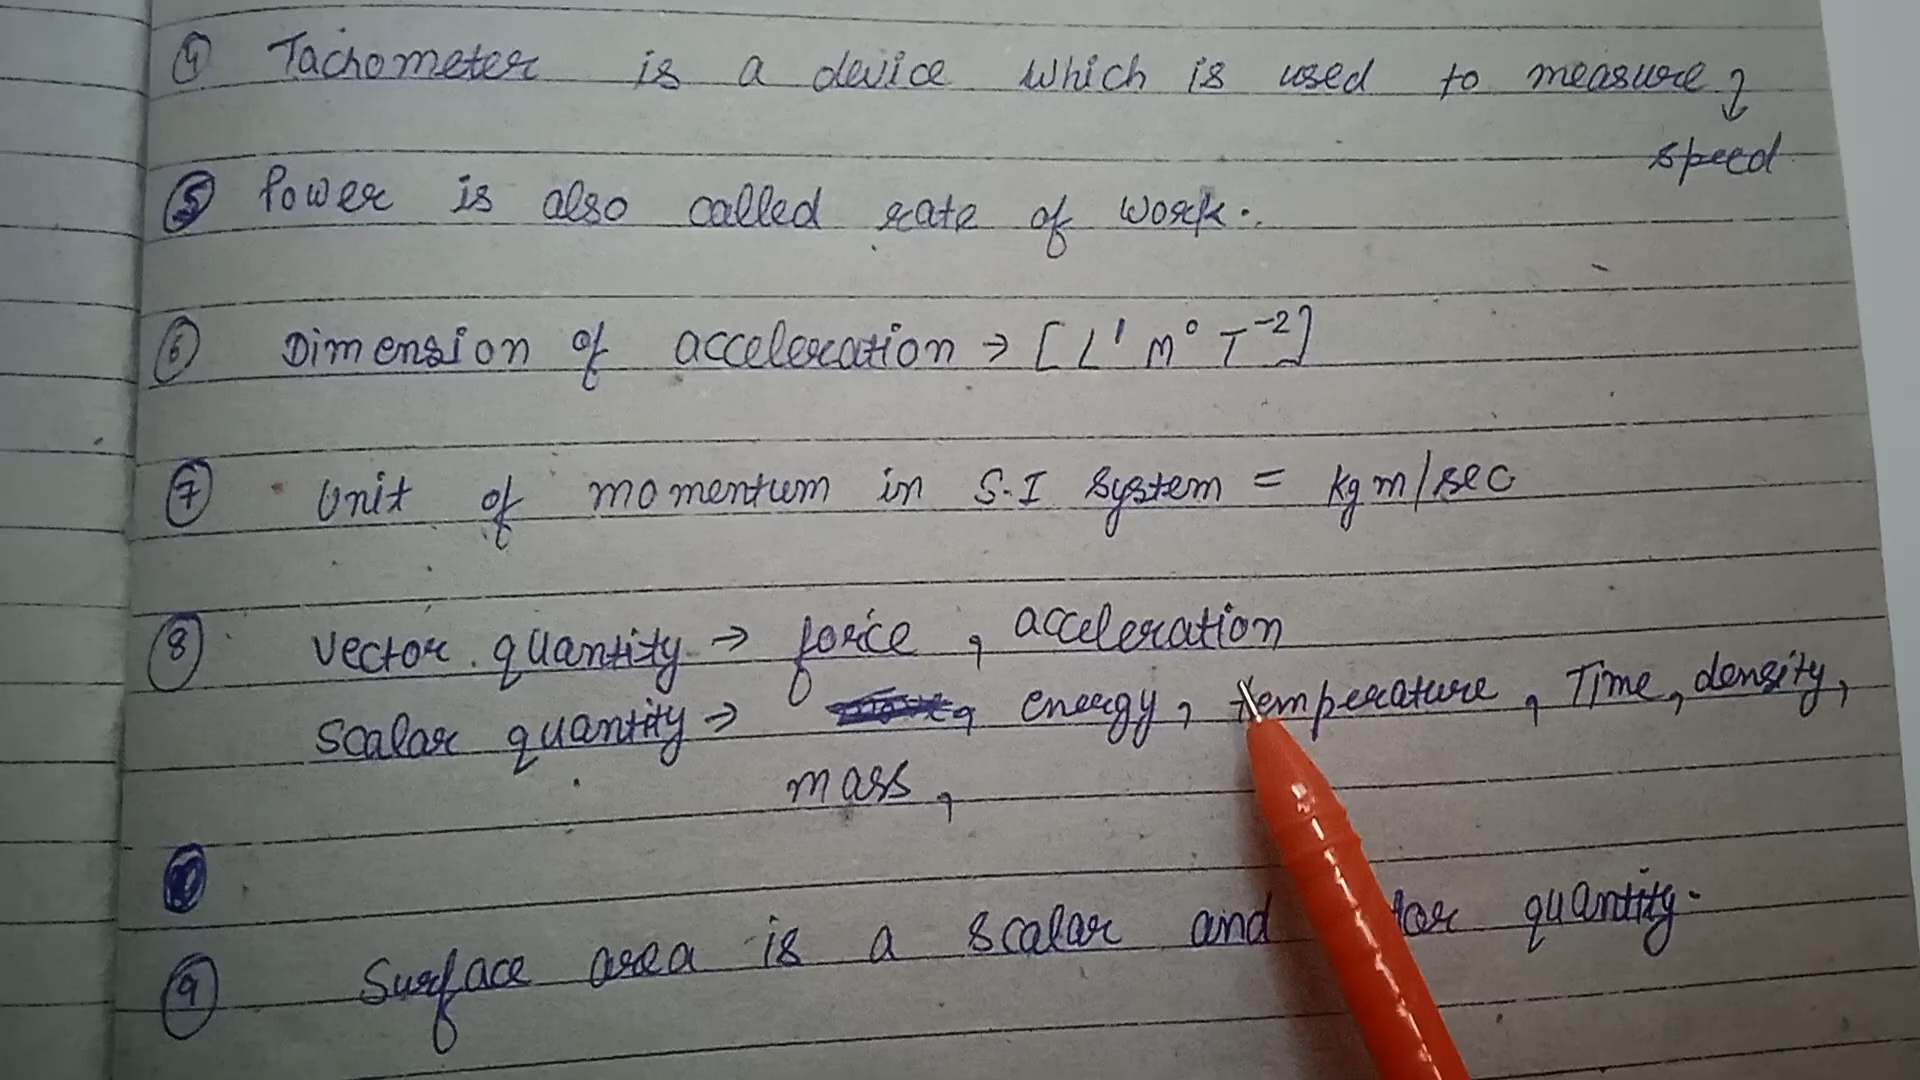 ④ Tachometer is a device which is used to measure ↓
speed
⑤ Power is also called rate of work.
⑥ Dimension of acceleration → [L¹ M⁰ T⁻²]
⑦ Unit of momentum in S.I system = kgm/sec
⑧ Vector quantity → force, acceleration
Scalar quantity → , energy, temperature, Time, density,
mass,
⑨ Surface area is a scalar and quantity.